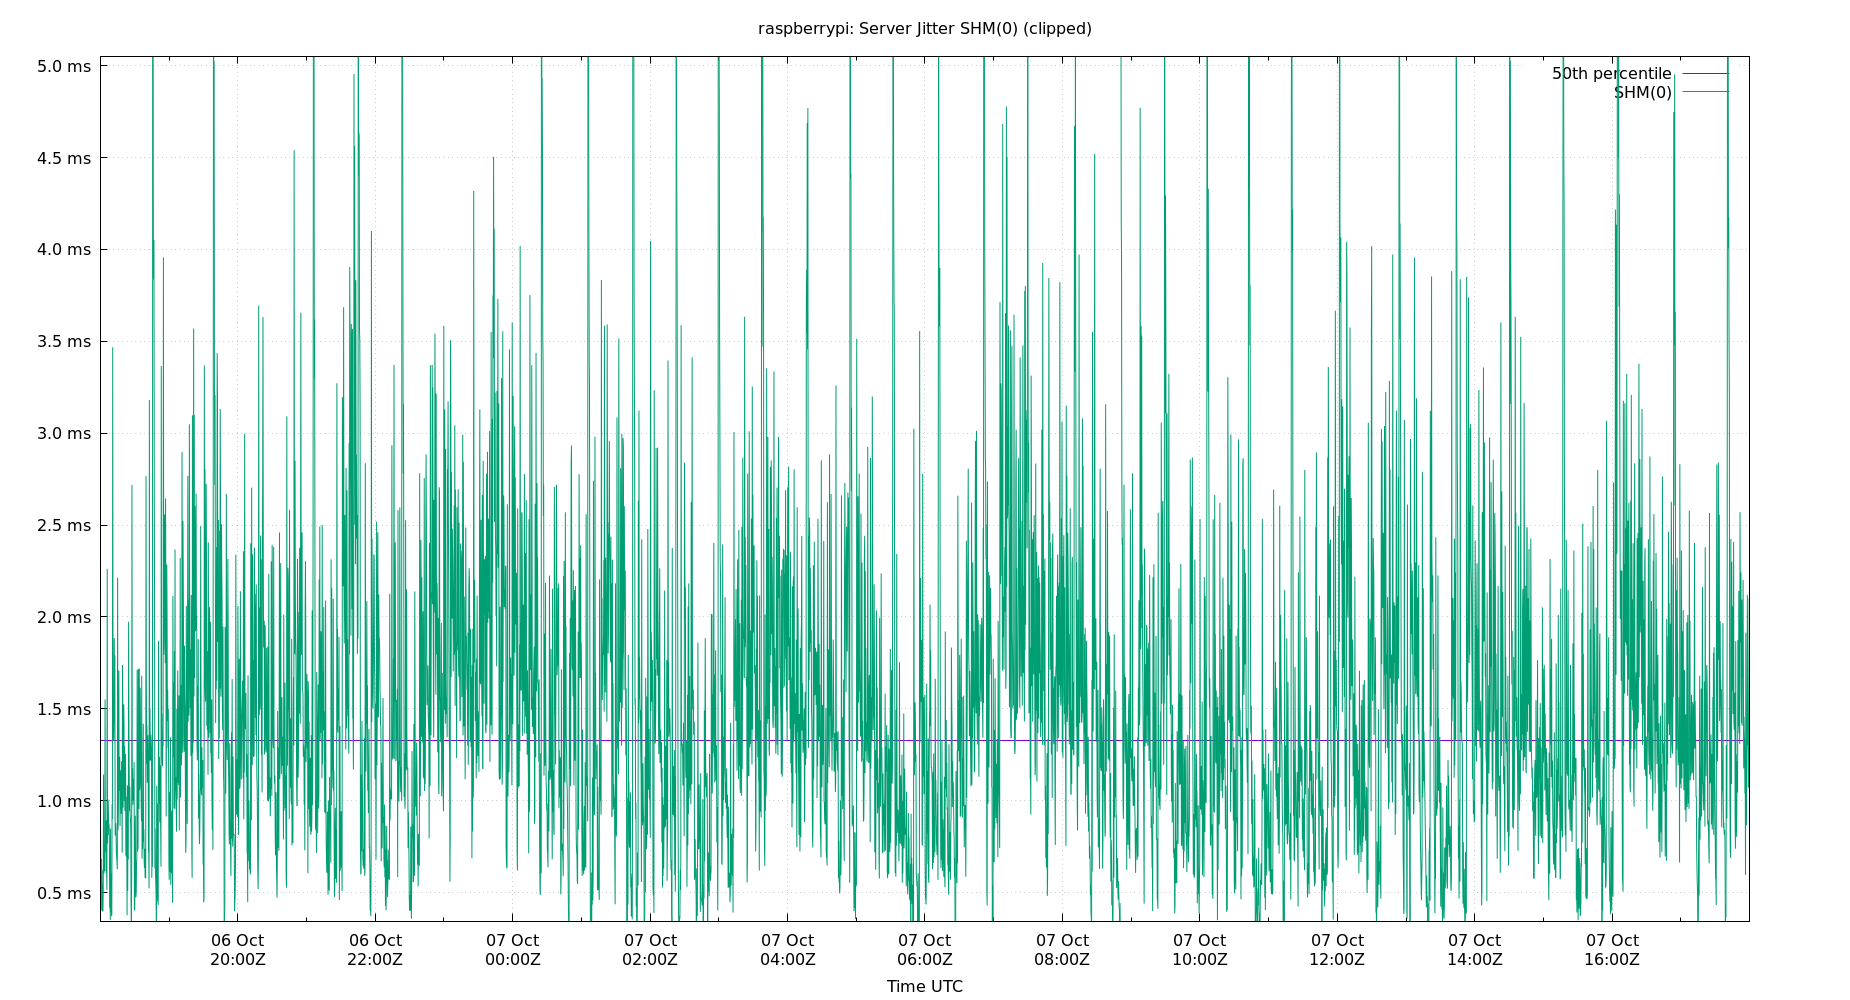 raspberrypi: Server Jitter SHM(0) (clipped)
5.0 ms
4.5 ms
4.0 ms
3.5 ms
3.0 ms
2.5 ms
2.0 ms
1.5 ms
1.0 ms
0.5 ms
50th percentile
SHM(0)
06 Oct 06 Oct 07 Oct 07 Oct 07 Oct 07 Oct 07 Oct 07 Oct 07 Oct 07 Oct 07 Oct
20:00Z 22:00Z 00:00Z 02:00Z 04:00Z 06:00Z 08:00Z 10:00Z 12:00Z 14:00Z 16:00Z
Time UTC